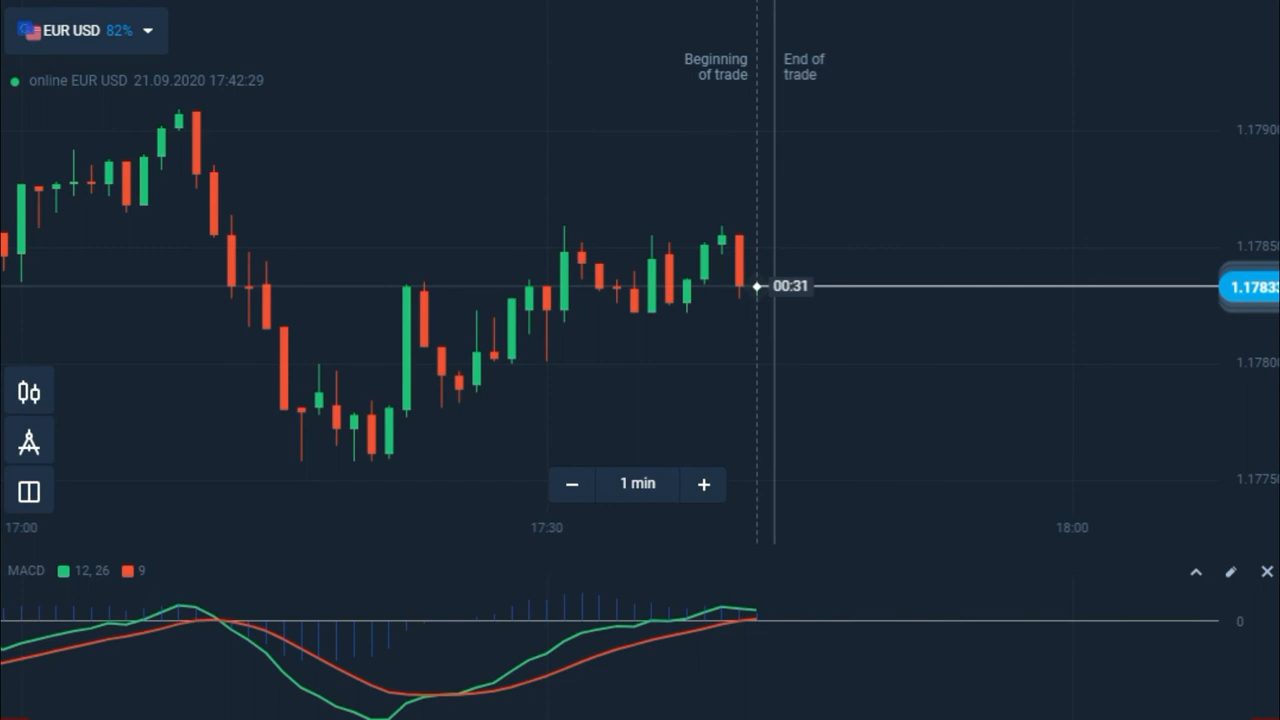 EUR USD 82%
online EUR USD 21.09.2020 17:42:29
Beginning
of trade
End of
trade
1.17900
1.17850
00:31
1.17833
1.17800
1 min
1.17750
17:00
17:30
18:00
MACD 12, 26 9
0